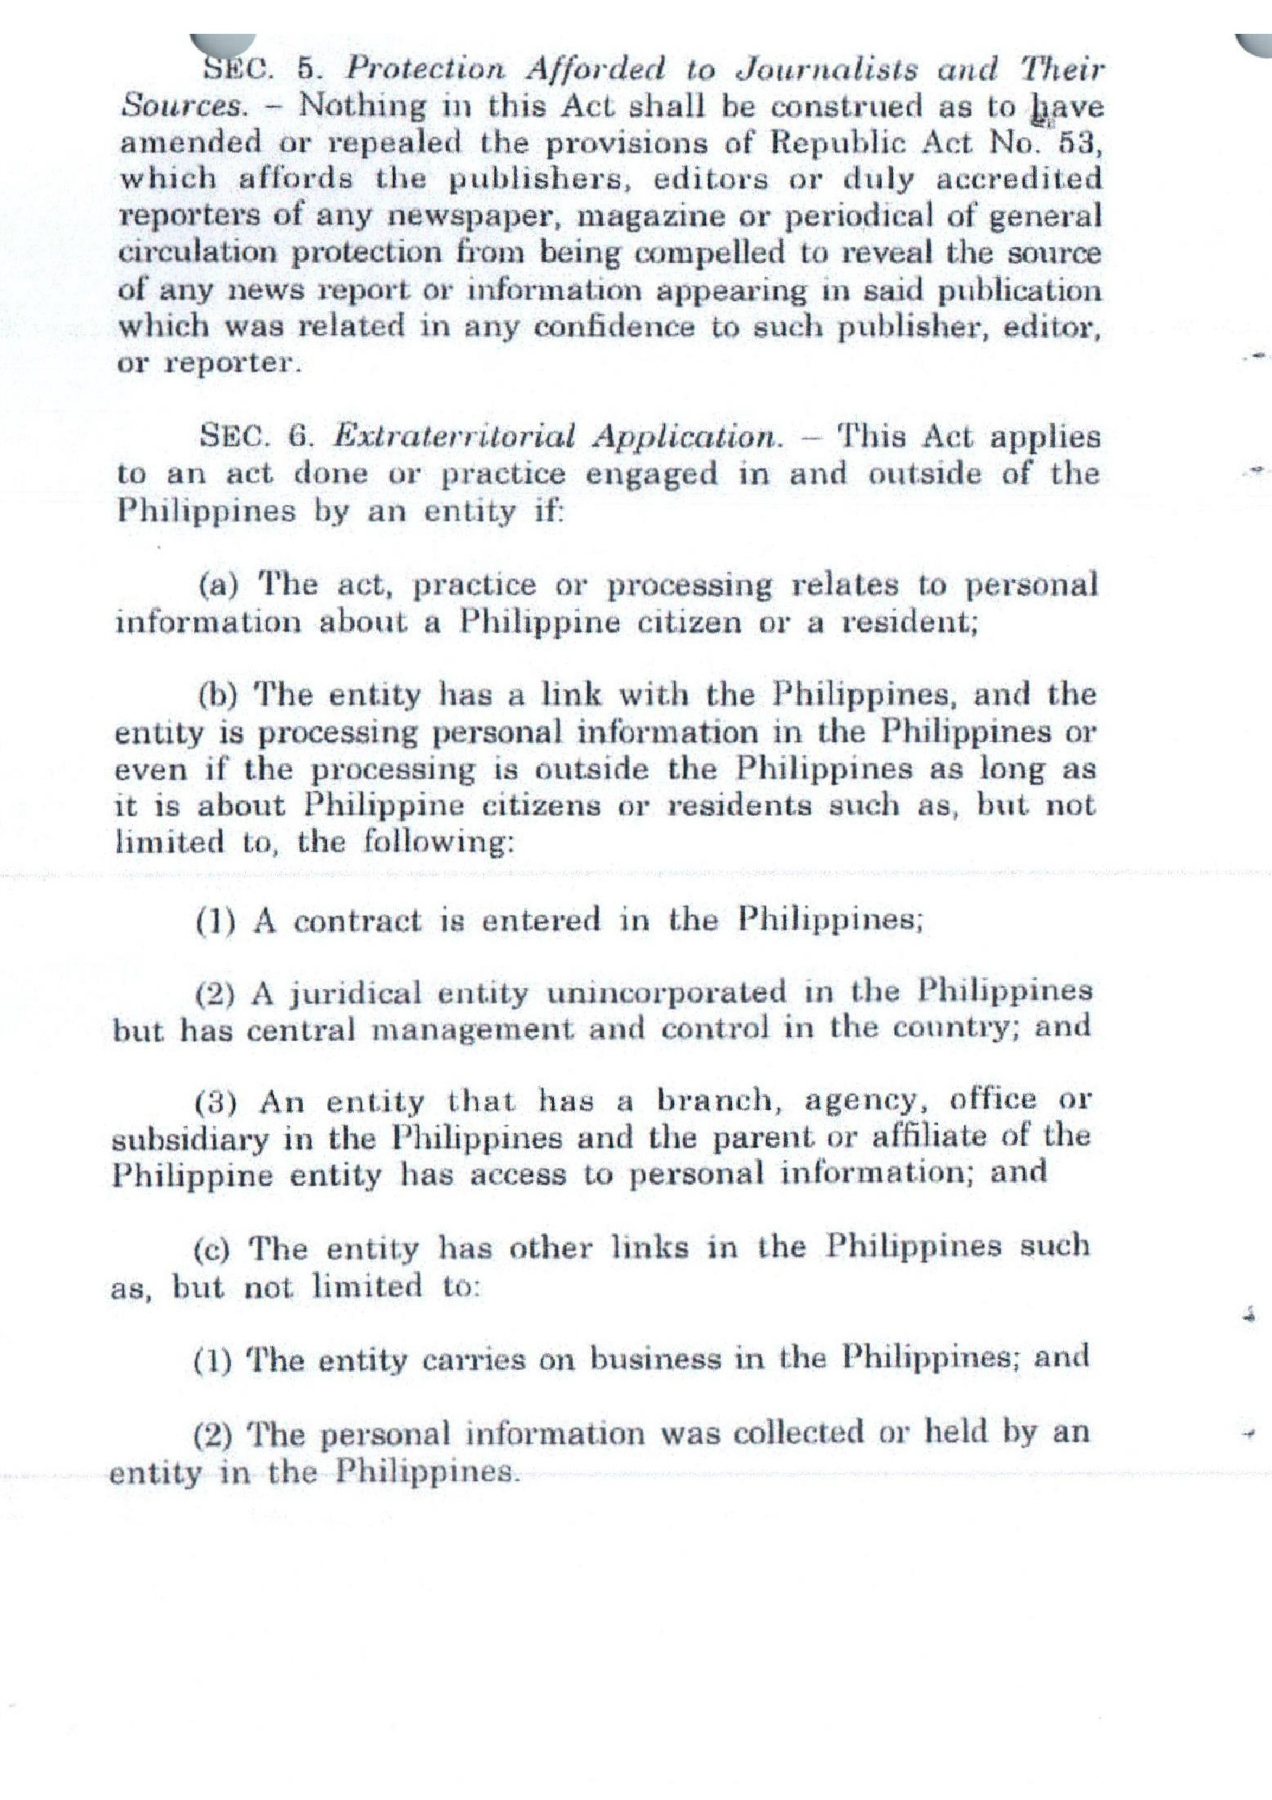 SEC. 5. Protection Afforded to Journalists and Their
Sources. – Nothing in this Act shall be construed as to have
amended or repealed the provisions of Republic Act No. 53,
which affords the publishers, editors or duly accredited
reporters of any newspaper, magazine or periodical of general
circulation protection from being compelled to reveal the source
of any news report or information appearing in said publication
which was related in any confidence to such publisher, editor,
or reporter.
SEC. 6. Extraterritorial Application. – This Act applies
to an act done or practice engaged in and outside of the
Philippines by an entity if:
(a) The act, practice or processing relates to personal
information about a Philippine citizen or a resident;
(b) The entity has a link with the Philippines, and the
entity is processing personal information in the Philippines or
even if the processing is outside the Philippines as long as
it is about Philippine citizens or residents such as, but not
limited to, the following:
(1) A contract is entered in the Philippines;
(2) A juridical entity unincorporated in the Philippines
but has central management and control in the country; and
(3) An entity that has a branch, agency, office or
subsidiary in the Philippines and the parent or affiliate of the
Philippine entity has access to personal information; and
(c) The entity has other links in the Philippines such
as, but not limited to:
(1) The entity carries on business in the Philippines; and
(2) The personal information was collected or held by an
entity in the Philippines.